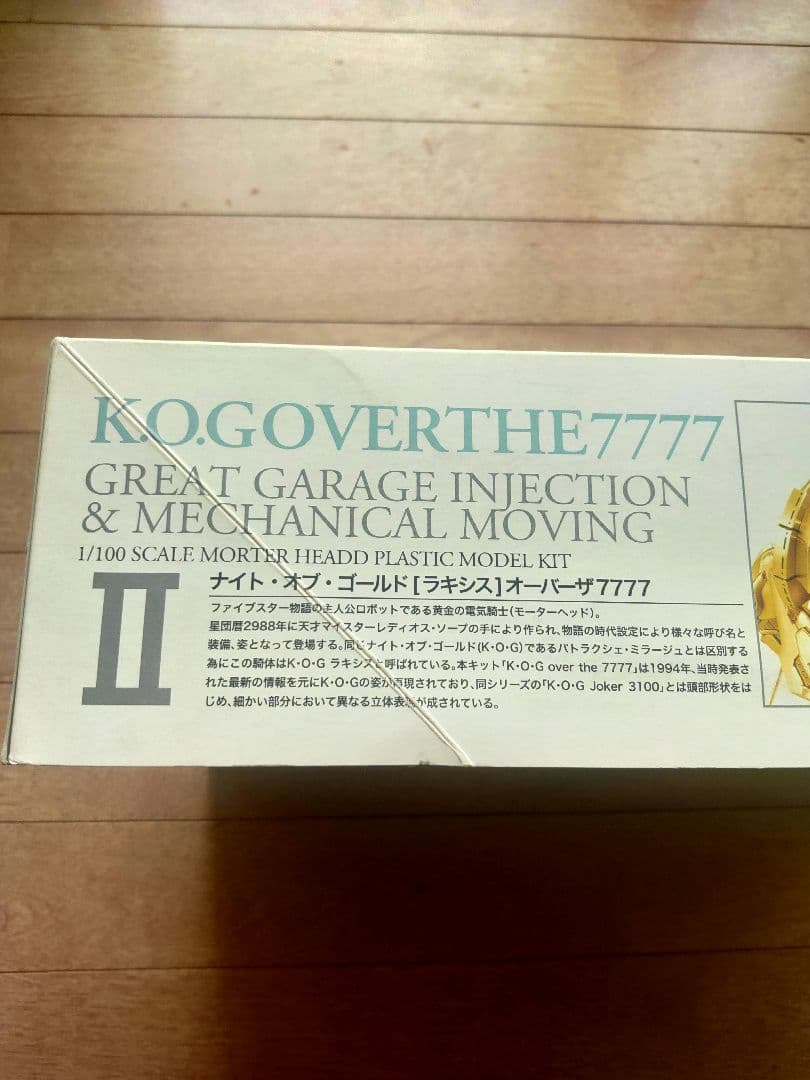 K.O.G OVER THE 7777
GREAT GARAGE INJECTION
& MECHANICAL MOVING
1/100 SCALE MORTER HEADD PLASTIC MODEL KIT
II
ナイト・オブ・ゴールド[ラキシス]オーバーザ7777
ファイブスター物語の主人公ロボットである黄金の電気騎士(モーターヘッド)。
星団暦2988年に天才マイスターレディオス・ソープの手により作られ、物語の時代設定により様々な呼び名と
装備、姿となって登場する。同じナイト・オブ・ゴールド(K・O・G)であるパトラクシェ・ミラージュとは区別する
為にこの騎体はK・O・G ラキシスと呼ばれている。本キット「K・O・G over the 7777」は1994年、当時発表さ
れた最新の情報を元にK・O・Gの姿が再現されており、同シリーズの「K・O・G Joker 3100」とは頭部形状をは
じめ、細かい部分において異なる立体表現が成されている。